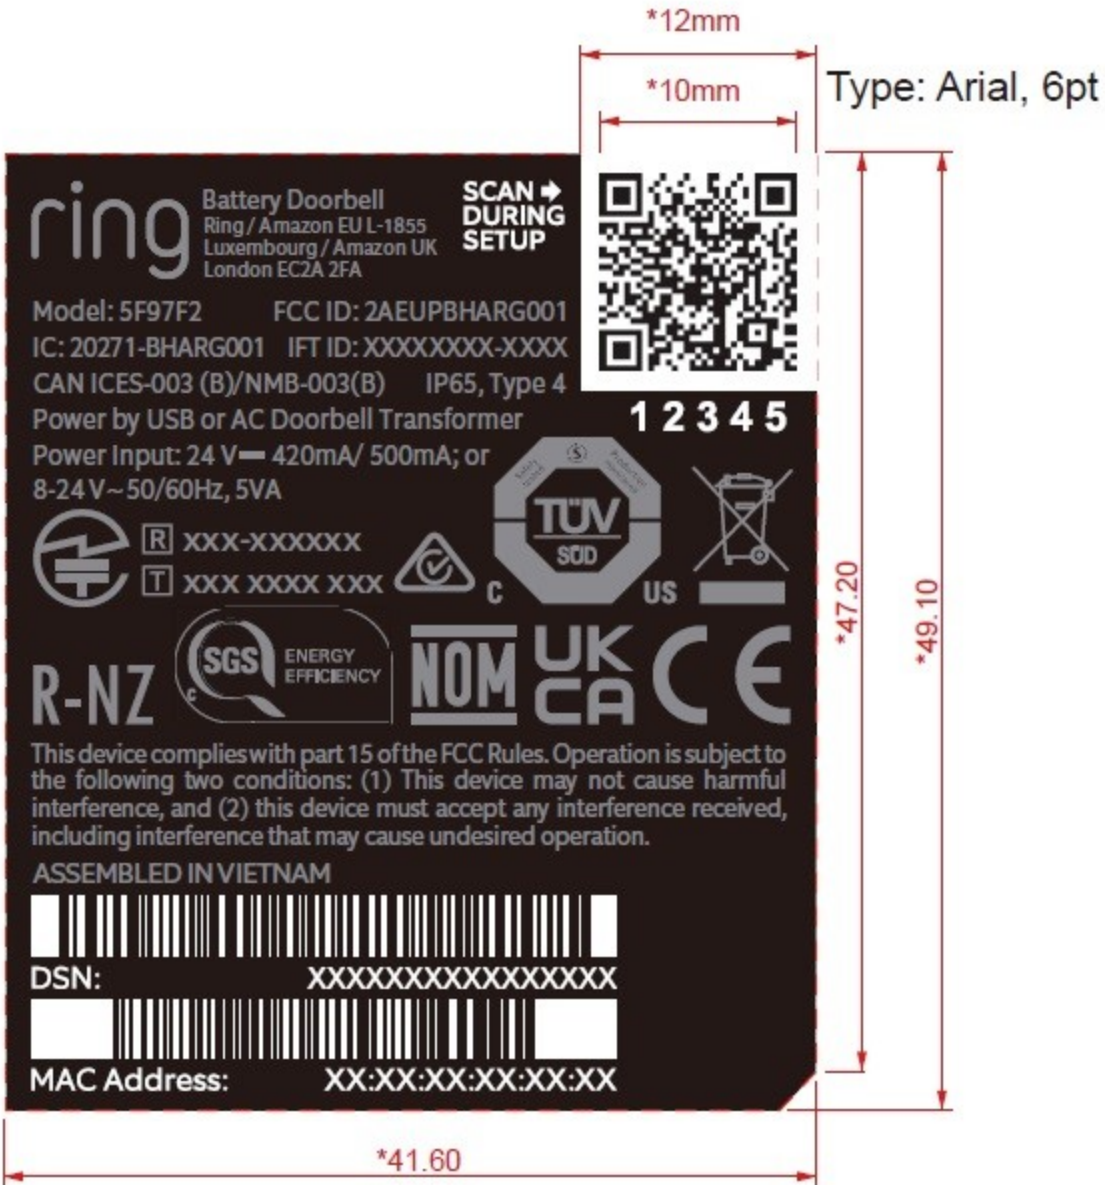 *12mm
*10mm
Type: Arial, 6pt
ring
Battery Doorbell
Ring / Amazon EU L-1855
Luxembourg / Amazon UK
London EC2A 2FA
SCAN →
DURING
SETUP
Model: 5F97F2 FCC ID: 2AEUPBHARG001
IC: 20271-BHARG001 IFT ID: XXXXXXXX-XXXX
CAN ICES-003 (B)/NMB-003(B) IP65, Type 4
1 2 3 4 5
Power by USB or AC Doorbell Transformer
Power Input: 24 V⎓ 420mA/ 500mA; or
8-24 V~50/60Hz, 5VA
R XXX-XXXXXX
T XXX XXXX XXX
Safety tested
S
Production monitored
TÜV
SÜD
C US
R-NZ
SGS
C
ENERGY
EFFICIENCY
NOM
UK
CA
CE
This device complies with part 15 of the FCC Rules. Operation is subject to
the following two conditions: (1) This device may not cause harmful
interference, and (2) this device must accept any interference received,
including interference that may cause undesired operation.
ASSEMBLED IN VIETNAM
DSN: XXXXXXXXXXXXXXXX
MAC Address: XX:XX:XX:XX:XX:XX
*47.20
*49.10
*41.60